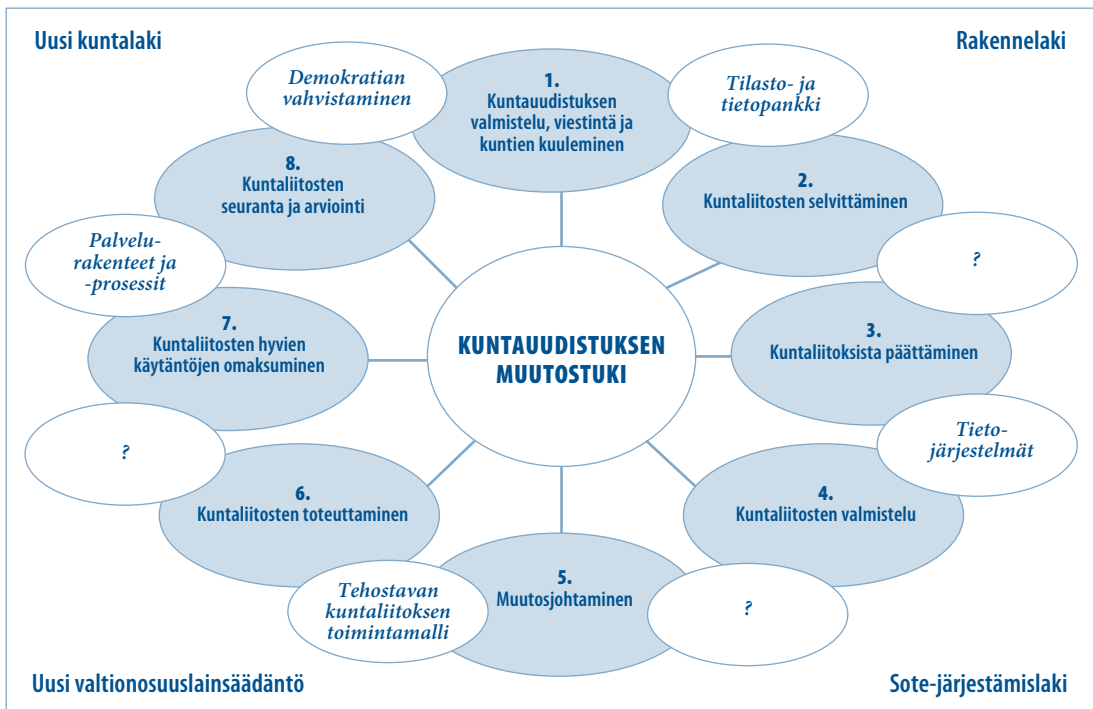 Uusi kuntalaki
Rakennelaki
Demokratian
vahvistaminen
1.
Kuntauudistuksen
valmistelu, viestintä ja
kuntien kuuleminen
Tilasto- ja
tietopankki
8.
Kuntaliitosten
seuranta ja arviointi
2.
Kuntaliitosten selvittäminen
Palvelu-
rakenteet ja
-prosessit
?
7.
Kuntaliitosten hyvien
käytäntöjen omaksuminen
KUNTAUUDISTUKSEN
MUUTOSTUKI
3.
Kuntaliitoksista päättäminen
?
Tieto-
järjestelmät
6.
Kuntaliitosten toteuttaminen
4.
Kuntaliitosten valmistelu
Tehostavan
kuntaliitoksen
toimintamalli
5.
Muutosjohtaminen
?
Uusi valtionosuuslainsäädäntö
Sote-järjestämislaki